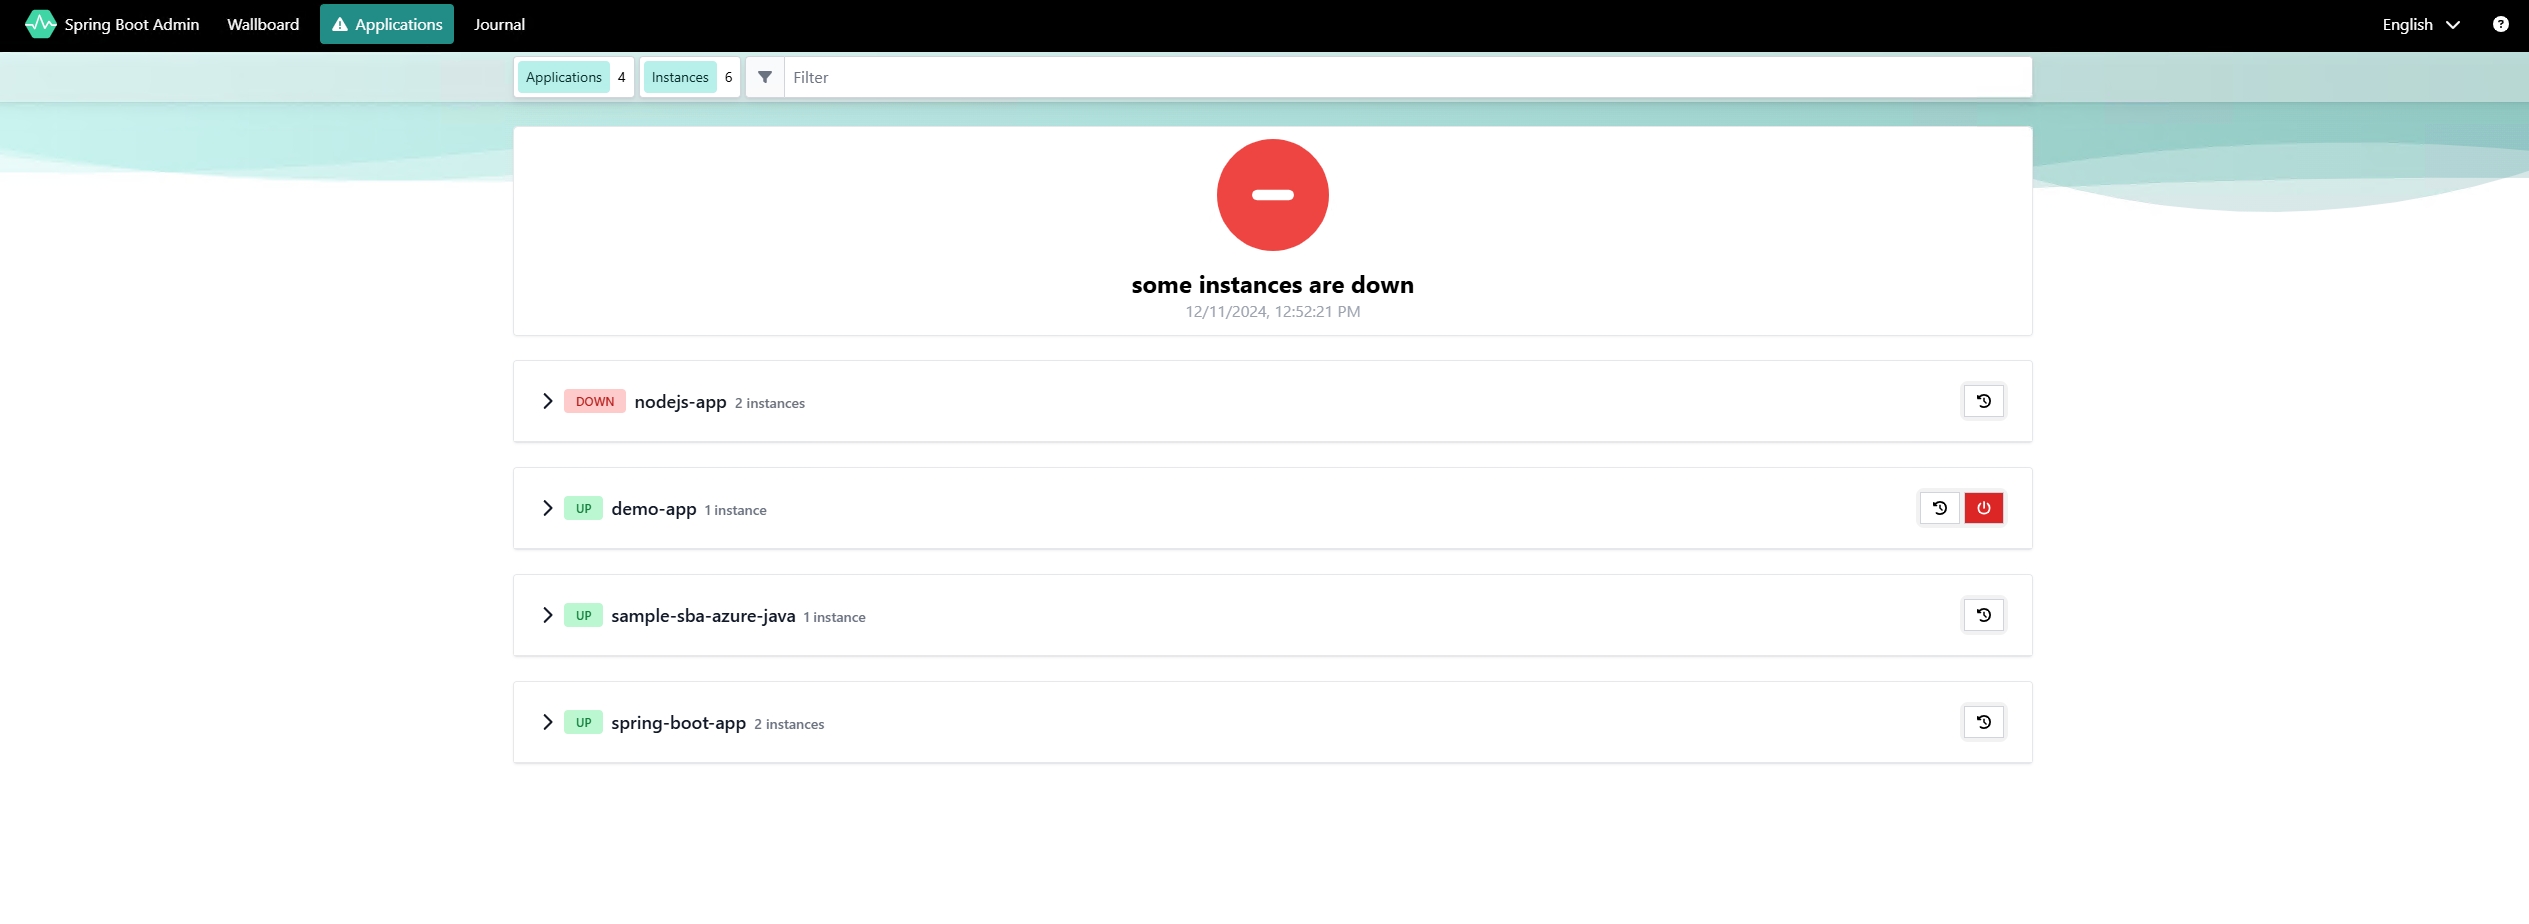 Spring Boot Admin Wallboard Applications Journal English
Applications 4 Instances 6 Filter
some instances are down
12/11/2024, 12:52:21 PM
DOWN nodejs-app 2 instances
UP demo-app 1 instance
UP sample-sba-azure-java 1 instance
UP spring-boot-app 2 instances